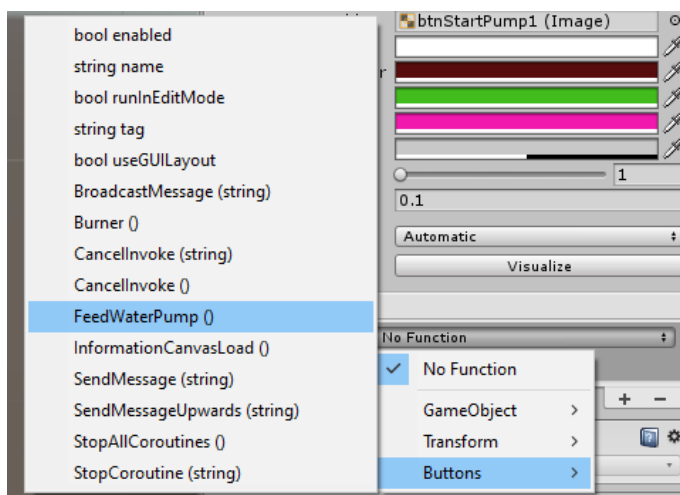 bool enabled
string name
bool runInEditMode
string tag
bool useGUILayout
BroadcastMessage (string)
Burner ()
CancelInvoke (string)
CancelInvoke ()
FeedWaterPump ()
InformationCanvasLoad ()
SendMessage (string)
SendMessageUpwards (string)
StopAllCoroutines ()
StopCoroutine (string)
btnStartPump1 (Image)
r
1
0.1
Automatic
Visualize
No Function
No Function
GameObject
Transform
Buttons